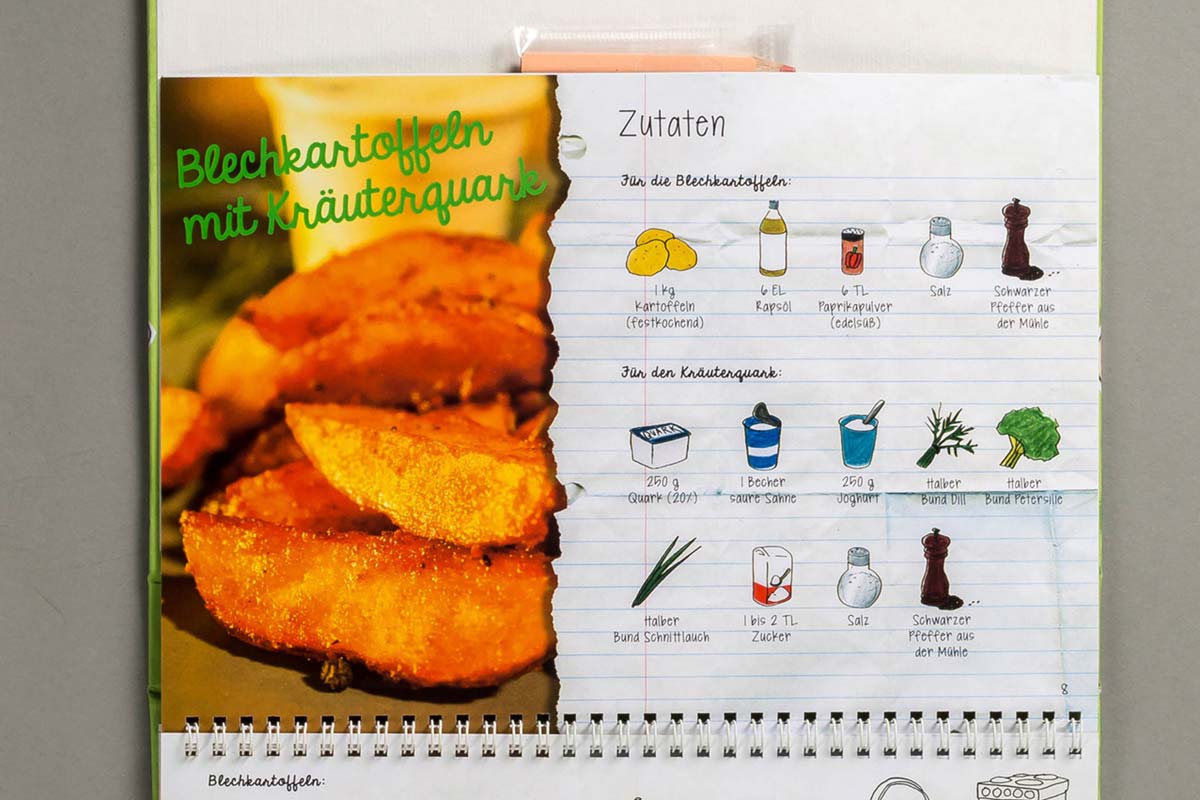 Blechkartoffeln
mit Kräuterquark
Zutaten
Für die Blechkartoffeln:
1 kg
Kartoffeln
(festkochend)
6 EL
Rapsöl
6 TL
Paprikapulver
(edelsüß)
Salz
Schwarzer
Pfeffer aus
der Mühle
Für den Kräuterquark:
QUARK
250 g
Quark (20%)
1 Becher
saure Sahne
250 g
Joghurt
Halber
Bund Dill
Halber
Bund Petersilie
Halber
Bund Schnittlauch
1 bis 2 TL
Zucker
Salz
Schwarzer
Pfeffer aus
der Mühle
8
Blechkartoffeln: